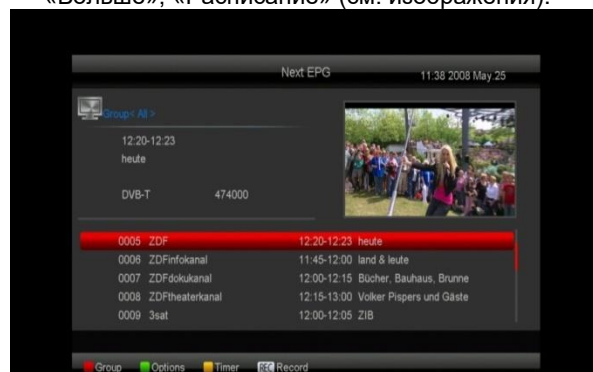 «Больше», «Расписание» (см. изображения).
Next EPG 11:38 2008 May.25
Group< All >
12:20-12:23
heute
DVB-T 474000
0005 ZDF 12:20-12:23 heute
0006 ZDFinfokanal 11:45-12:00 land & leute
0007 ZDFdokukanal 12:00-12:15 Bücher, Bauhaus, Brunne
0008 ZDFtheaterkanal 12:15-13:00 Volker Pispers und Gäste
0009 3sat 12:00-12:05 ZIB
Group Options Timer REC Record